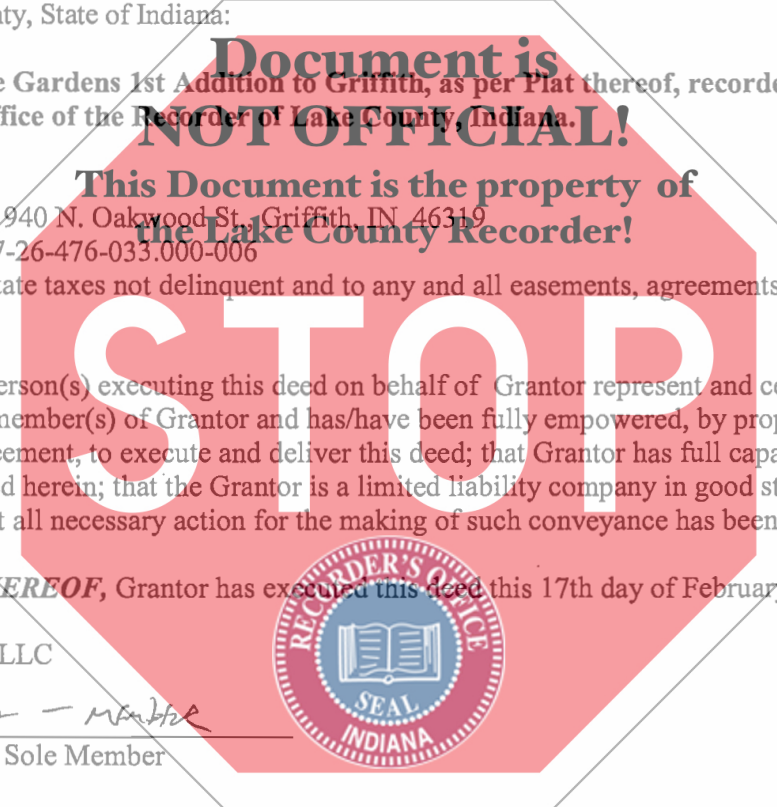 nty, State of Indiana:
Document is
e Gardens 1st Addition to Griffith, as per Plat thereof, recorde
NOT OFFICIAL!
ffice of the Recorder of Lake County, Indiana.
This Document is the property of
940 N. Oakwood St., Griffith, IN 46319
the Lake County Recorder!
7-26-476-033.000-006
tate taxes not delinquent and to any and all easements, agreements
STOP
erson(s) executing this deed on behalf of Grantor represent and ce
member(s) of Grantor and has/have been fully empowered, by prop
eement, to execute and deliver this deed; that Grantor has full capa
d herein; that the Grantor is a limited liability company in good st
t all necessary action for the making of such conveyance has been
EREOF, Grantor has executed this deed this 17th day of February
RECORDER'S OFFICE
LLC
SEAL
INDIANA
Member
Sole Member